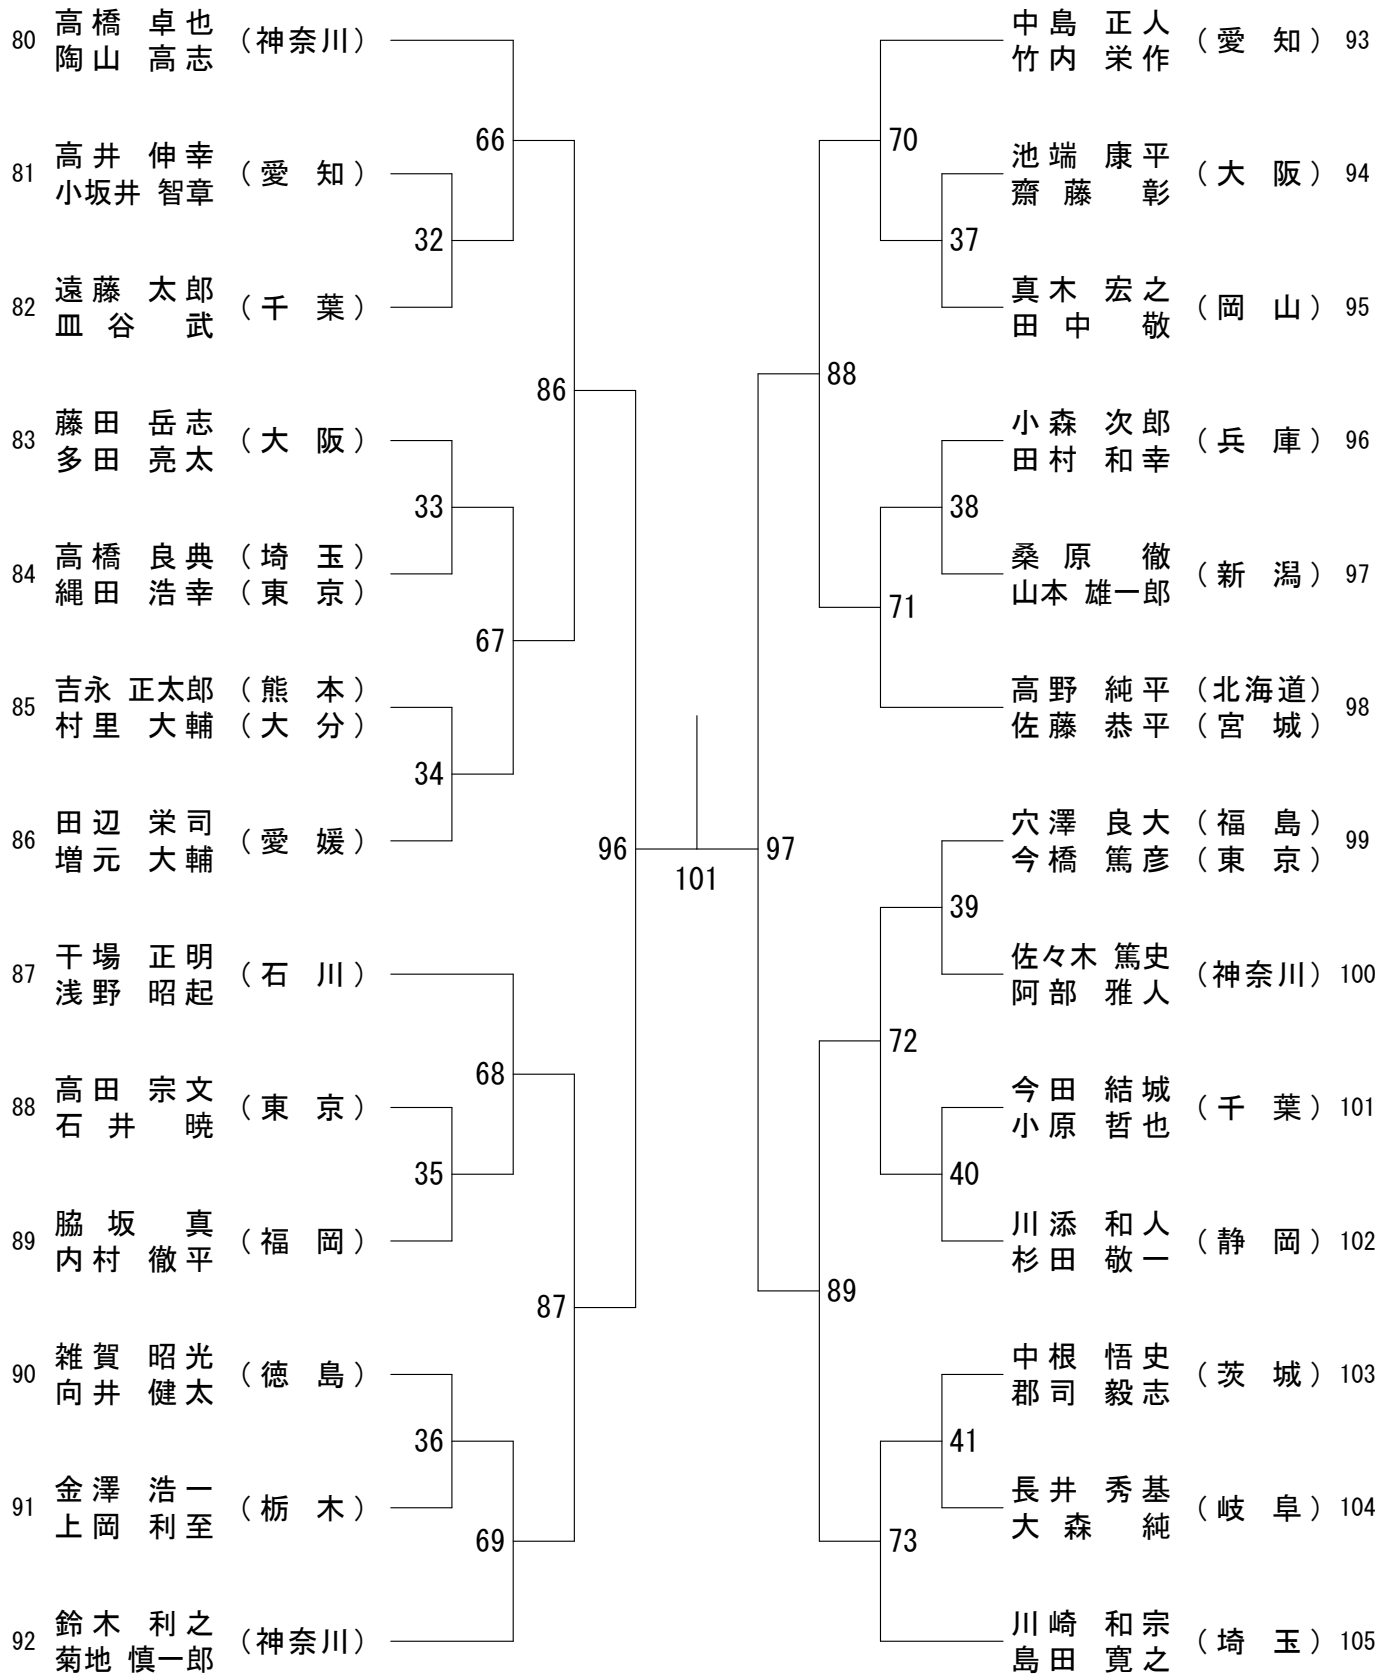 80 高橋 卓也 (神奈川)
陶山 高志
66
81 高井 伸幸 (愛 知)
小坂井 智章
32
82 遠藤 太郎 (千 葉)
皿谷 武
86
83 藤田 岳志 (大 阪)
多田 亮太
33
84 高橋 良典 (埼 玉)
縄田 浩幸 (東 京)
67
85 吉永 正太郎 (熊 本)
村里 大輔 (大 分)
34
86 田辺 栄司 (愛 媛)
増元 大輔
96
87 干場 正明 (石 川)
浅野 昭起
68
88 高田 宗文 (東 京)
石井 暁
35
89 脇坂 真 (福 岡)
内村 徹平
87
90 雑賀 昭光 (徳 島)
向井 健太
36
91 金澤 浩一 (栃 木)
上岡 利至
69
92 鈴木 利之 (神奈川)
菊地 慎一郎
101
中島 正人 (愛 知) 93
竹内 栄作
70
池端 康平 (大 阪) 94
齋藤 彰
37
真木 宏之 (岡 山) 95
田中 敬
88
小森 次郎 (兵 庫) 96
田村 和幸
38
桑原 徹 (新 潟) 97
山本 雄一郎
71
高野 純平 (北海道) 98
佐藤 恭平 (宮 城)
97
穴澤 良大 (福 島) 99
今橋 篤彦 (東 京)
39
佐々木 篤史 (神奈川) 100
阿部 雅人
72
今田 結城 (千 葉) 101
小原 哲也
40
川添 和人 (静 岡) 102
杉田 敬一
89
中根 悟史 (茨 城) 103
郡司 毅志
41
長井 秀基 (岐 阜) 104
大森 純
73
川崎 和宗 (埼 玉) 105
島田 寛之